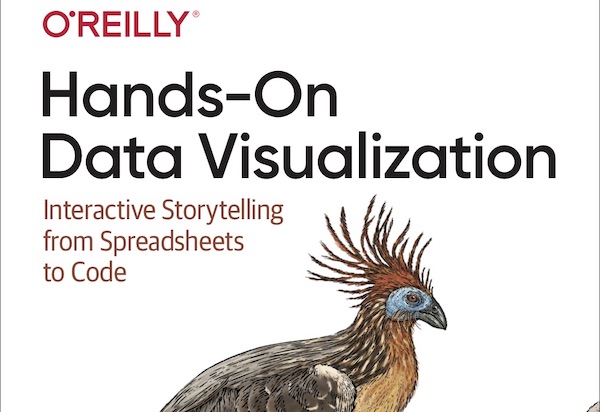 O'REILLY®
Hands-On
Data Visualization
Interactive Storytelling
from Spreadsheets
to Code